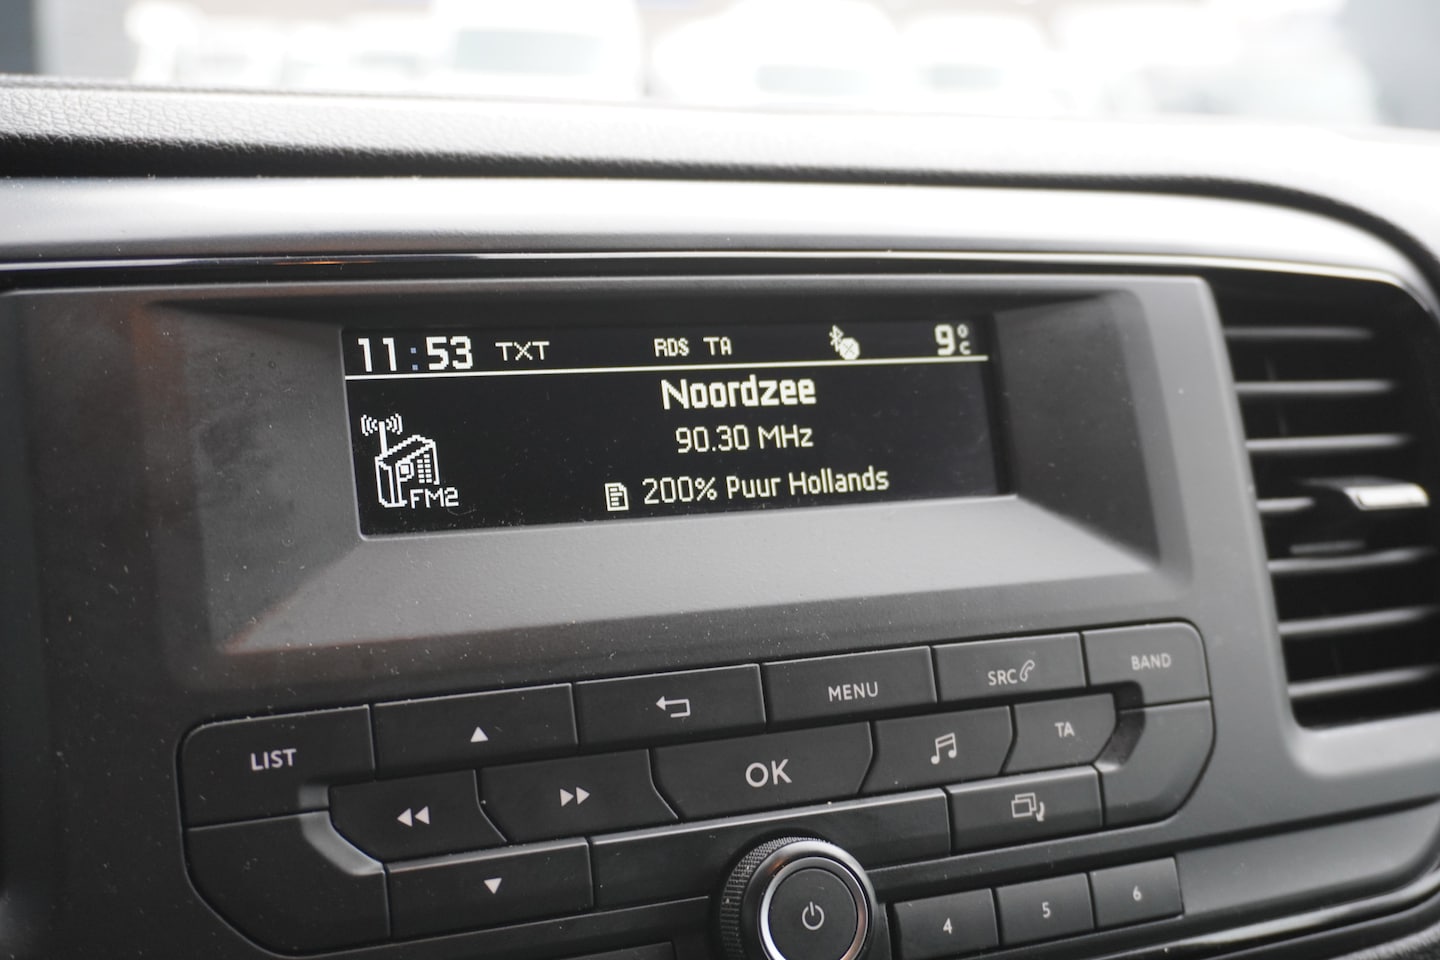 11:53 TXT RDS TA 9°C
Noordzee
90.30 MHz
FM2 200% Puur Hollands
LIST MENU SRC BAND
OK TA
4 5 6